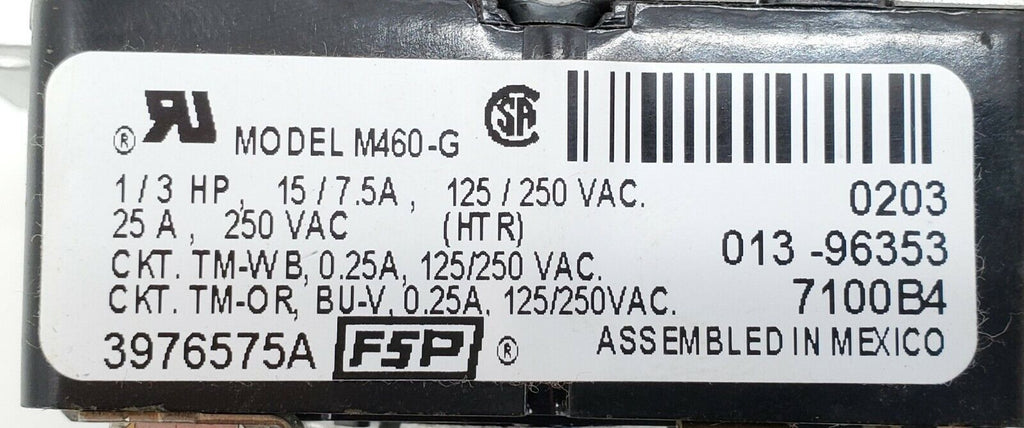 ® RU MODEL M460-G CSA
1/3 HP, 15/7.5A, 125/250 VAC. 0203
25 A, 250 VAC (HTR) 013-96353
CKT. TM-WB, 0.25A, 125/250 VAC.
CKT. TM-OR, BU-V, 0.25A, 125/250VAC. 7100B4
3976575A FSP ® ASSEMBLED IN MEXICO